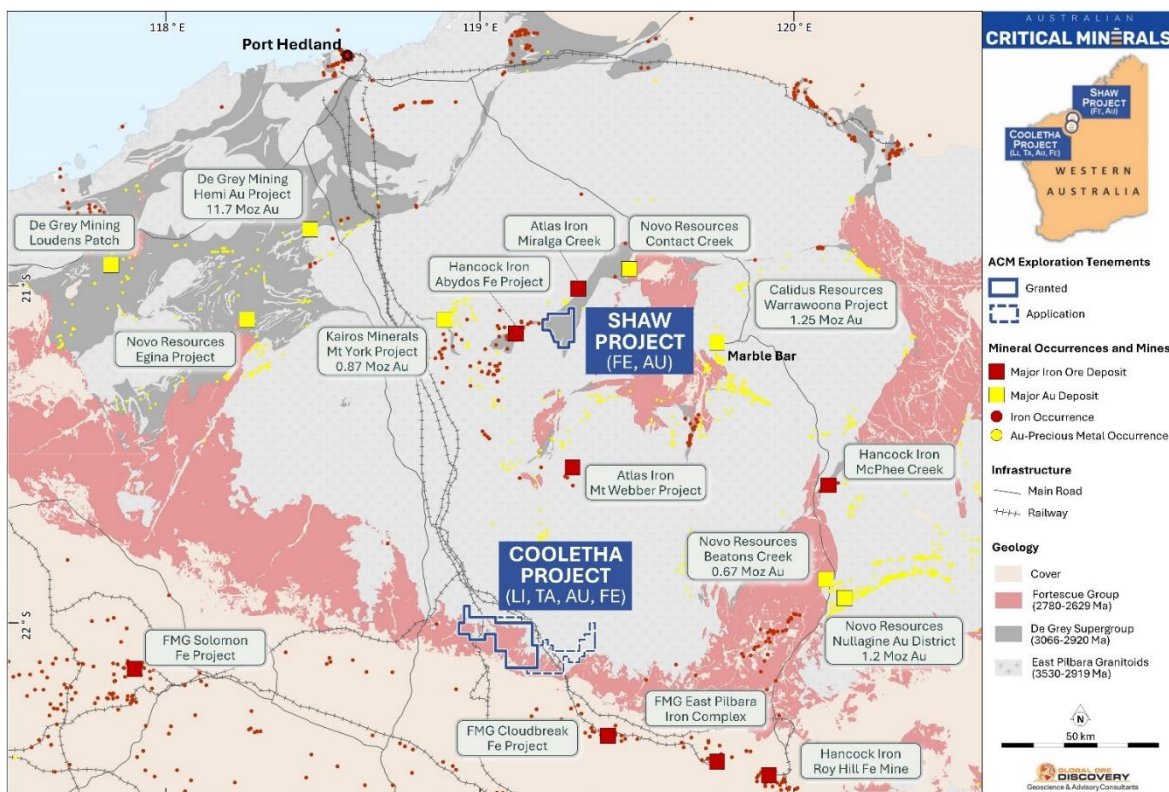 118° E
119° E
120° E
Port Hedland
De Grey Mining
Hemi Au Project
11.7 Moz Au
De Grey Mining
Loudens Patch
Atlas Iron
Miralga Creek
Novo Resources
Contact Creek
Hancock Iron
Abydos Fe Project
Calidus Resources
Warrawoona Project
1.25 Moz Au
21° S
Novo Resources
Egina Project
Kairos Minerals
Mt York Project
0.87 Moz Au
SHAW
PROJECT
(FE, AU)
Marble Bar
Atlas Iron
Mt Webber Project
Hancock Iron
McPhee Creek
COOLETHA
PROJECT
(LI, TA, AU, FE)
Novo Resources
Beatons Creek
0.67 Moz Au
22° S
FMG Solomon
Fe Project
Novo Resources
Nullagine Au District
1.2 Moz Au
FMG East Pilbara
Iron Complex
FMG Cloudbreak
Fe Project
Hancock Iron
Roy Hill Fe Mine
AUSTRALIAN
CRITICAL MINERALS
SHAW
PROJECT
(FE, AU)
COOLETHA
PROJECT
(LI, TA, AU, FE)
WESTERN
AUSTRALIA
ACM Exploration Tenements
Granted
Application
Mineral Occurrences and Mines
Major Iron Ore Deposit
Major Au Deposit
Iron Occurrence
Au-Precious Metal Occurrence
Infrastructure
Main Road
Railway
Geology
Cover
Fortescue Group
(2780-2629 Ma)
De Grey Supergroup
(3066-2920 Ma)
East Pilbara Granitoids
(3530-2919 Ma)
N
50 km
GLOBAL ORE
DISCOVERY
Geoscience & Advisory Consultants